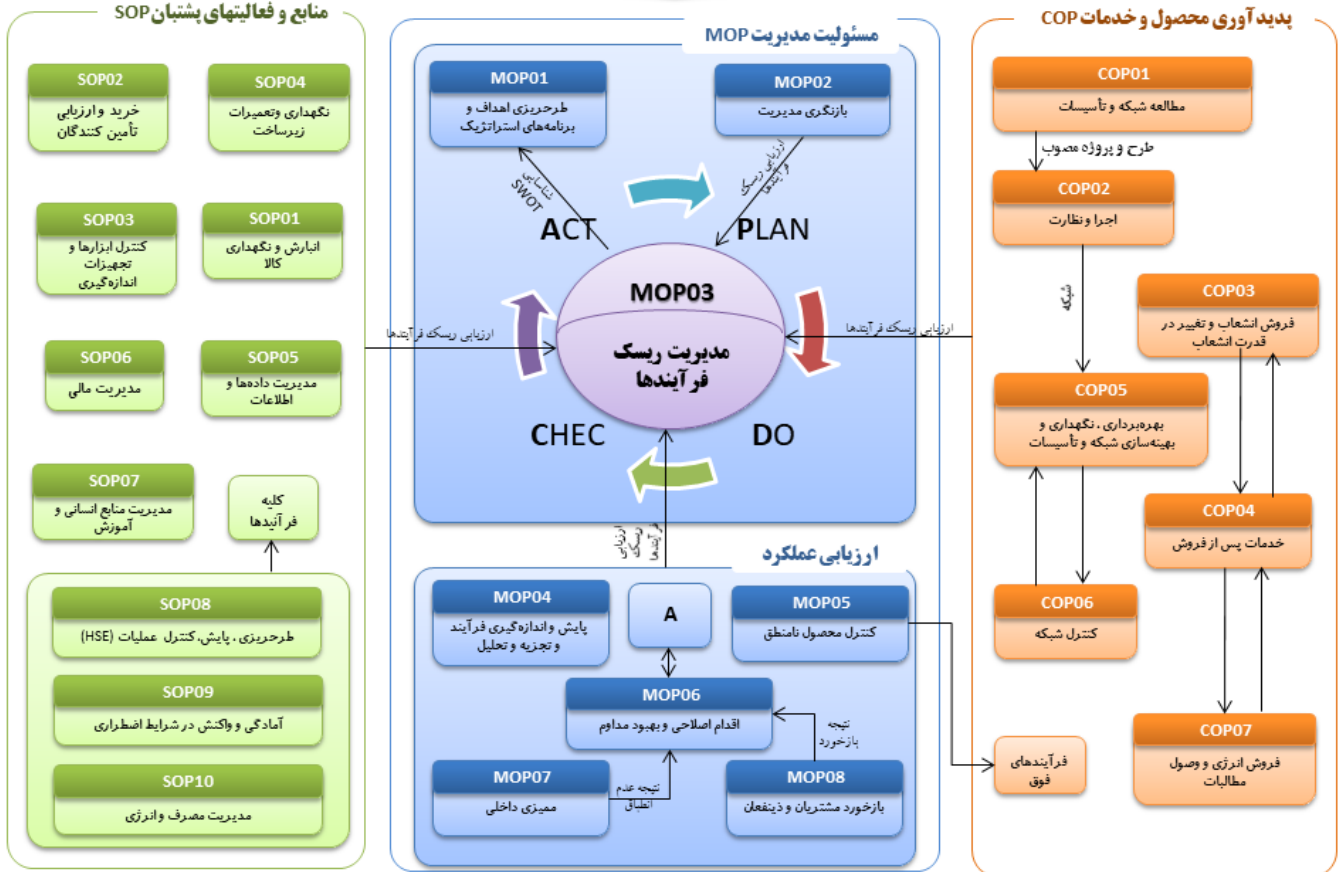 منابع و فعالیتهای پشتبان SOP
مسئولیت مدیریت MOP
پدیدآوری محصول و خدمات COP
SOP02
خرید و ارزیابی
تأمین کنندگان
SOP04
نگهداری وتعمیرات
زیرساخت
SOP03
کنترل ابزارها و
تجهیزات
اندازه‌گیری
SOP01
انبارش و نگهداری
کالا
SOP06
مدیریت مالی
SOP05
مدیریت داده‌ها و
اطلاعات
SOP07
مدیریت منابع انسانی و
آموزش
کلیه
فرآنیدها
SOP08
طرحریزی، پایش،کنترل عملیات (HSE)
SOP09
آمادگی و واکنش در شرایط اضطراری
SOP10
مدیریت مصرف وانرژی
MOP01
طرحریزی اهداف و
برنامه‌های استراتژیک
MOP02
بازنگری مدیریت
شناسایی
SWOT
ارزیابی ریسک
فرآیندها
ACT
PLAN
MOP03
مدیریت ریسک
فرآیندها
ارزیابی ریسک فرآیندها
ارزیابی ریسک فرآیندها
CHEC
DO
ارزیابی
ریسک
فرآیندها
ارزیابی عملکرد
MOP04
پایش واندازه‌گیری فرآیند
و تجزیه و تحلیل
A
MOP05
کنترل محصول نامنطق
MOP06
اقدام اصلاحی و بهبود مداوم
نتیجه
بازخورد
MOP07
ممیزی داخلی
نتیجه عدم
انطباق
MOP08
بازخورد مشتریان و ذینفعان
COP01
مطالعه شبکه و تأسیسات
طرح و پروژه مصوب
COP02
اجرا و نظارت
شبکه
COP03
فروش انشعاب و تغییر در
قدرت انشعاب
COP05
بهره‌برداری، نگهداری و
بهینه‌سازی شبکه و تأسیسات
COP04
خدمات پس از فروش
COP06
کنترل شبکه
COP07
فروش انرژی و وصول
مطالبات
فرآیندهای
فوق